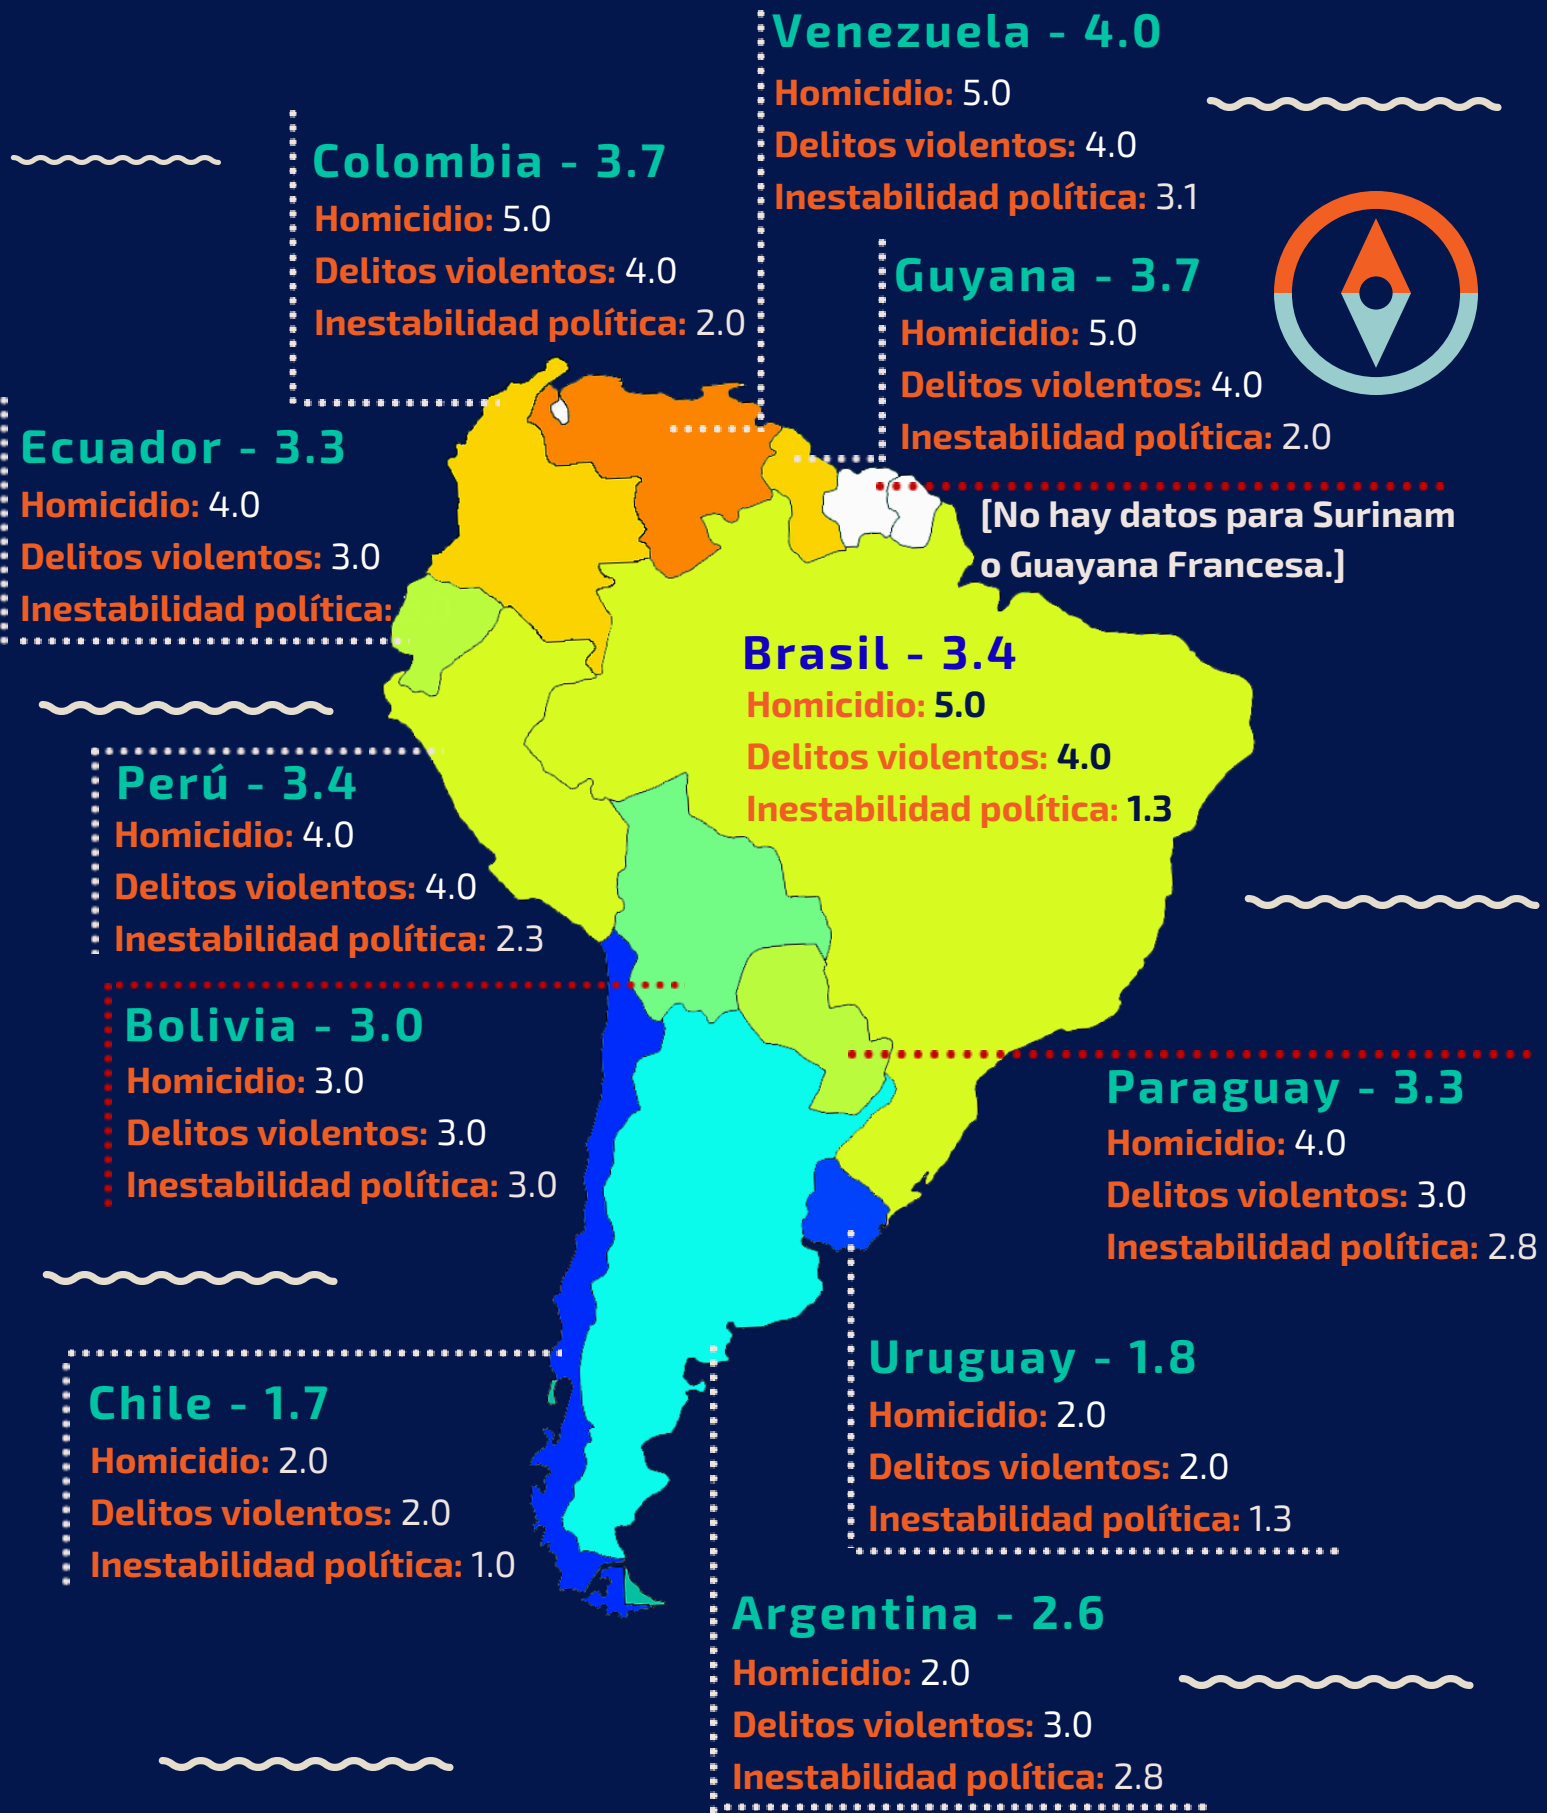 Venezuela - 4.0
Homicidio: 5.0
Delitos violentos: 4.0
Inestabilidad política: 3.1
Colombia - 3.7
Homicidio: 5.0
Delitos violentos: 4.0
Inestabilidad política: 2.0
Guyana - 3.7
Homicidio: 5.0
Delitos violentos: 4.0
Inestabilidad política: 2.0
[No hay datos para Surinam
o Guayana Francesa.]
Ecuador - 3.3
Homicidio: 4.0
Delitos violentos: 3.0
Inestabilidad política:
Brasil - 3.4
Homicidio: 5.0
Delitos violentos: 4.0
Inestabilidad política: 1.3
Perú - 3.4
Homicidio: 4.0
Delitos violentos: 4.0
Inestabilidad política: 2.3
Bolivia - 3.0
Homicidio: 3.0
Delitos violentos: 3.0
Inestabilidad política: 3.0
Paraguay - 3.3
Homicidio: 4.0
Delitos violentos: 3.0
Inestabilidad política: 2.8
Chile - 1.7
Homicidio: 2.0
Delitos violentos: 2.0
Inestabilidad política: 1.0
Uruguay - 1.8
Homicidio: 2.0
Delitos violentos: 2.0
Inestabilidad política: 1.3
Argentina - 2.6
Homicidio: 2.0
Delitos violentos: 3.0
Inestabilidad política: 2.8